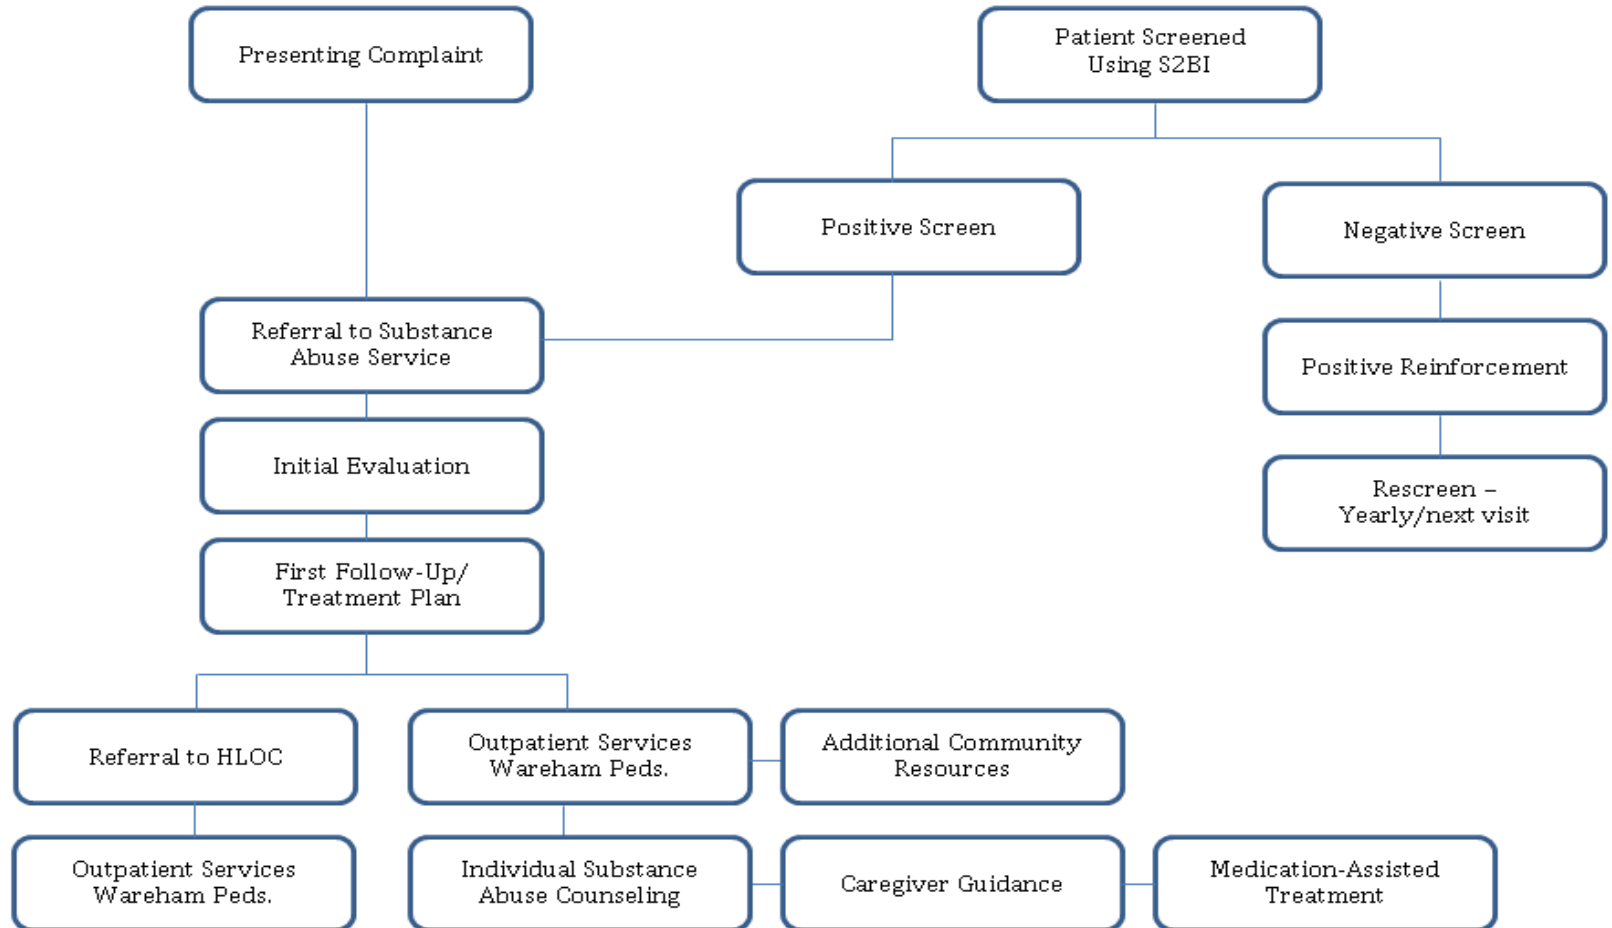 Presenting Complaint
Patient Screened
Using S2BI
Positive Screen
Negative Screen
Referral to Substance
Abuse Service
Positive Reinforcement
Initial Evaluation
Rescreen –
Yearly/next visit
First Follow-Up/
Treatment Plan
Referral to HLOC
Outpatient Services
Wareham Peds.
Additional Community
Resources
Outpatient Services
Wareham Peds.
Individual Substance
Abuse Counseling
Caregiver Guidance
Medication-Assisted
Treatment